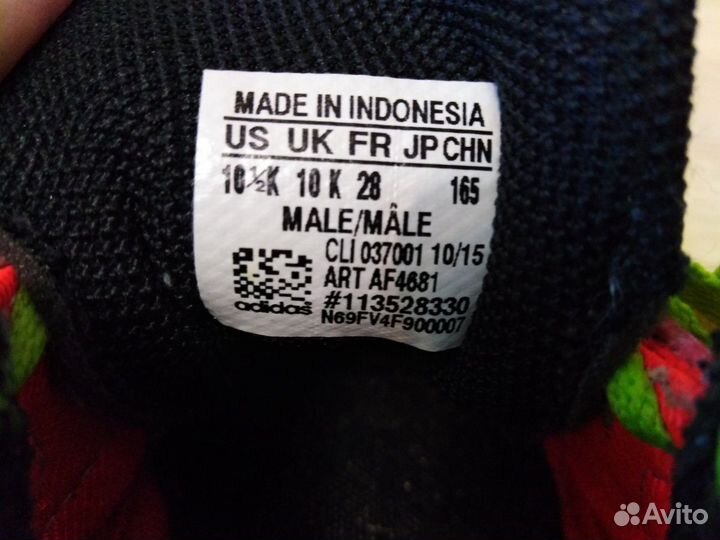 MADE IN INDONESIA
US UK FR JP CHN
10½K 10 K 28 165
MALE/MÂLE
CLI 037001 10/15
ART AF4681
#113528330
adidas
N69FV4F900007
Avito